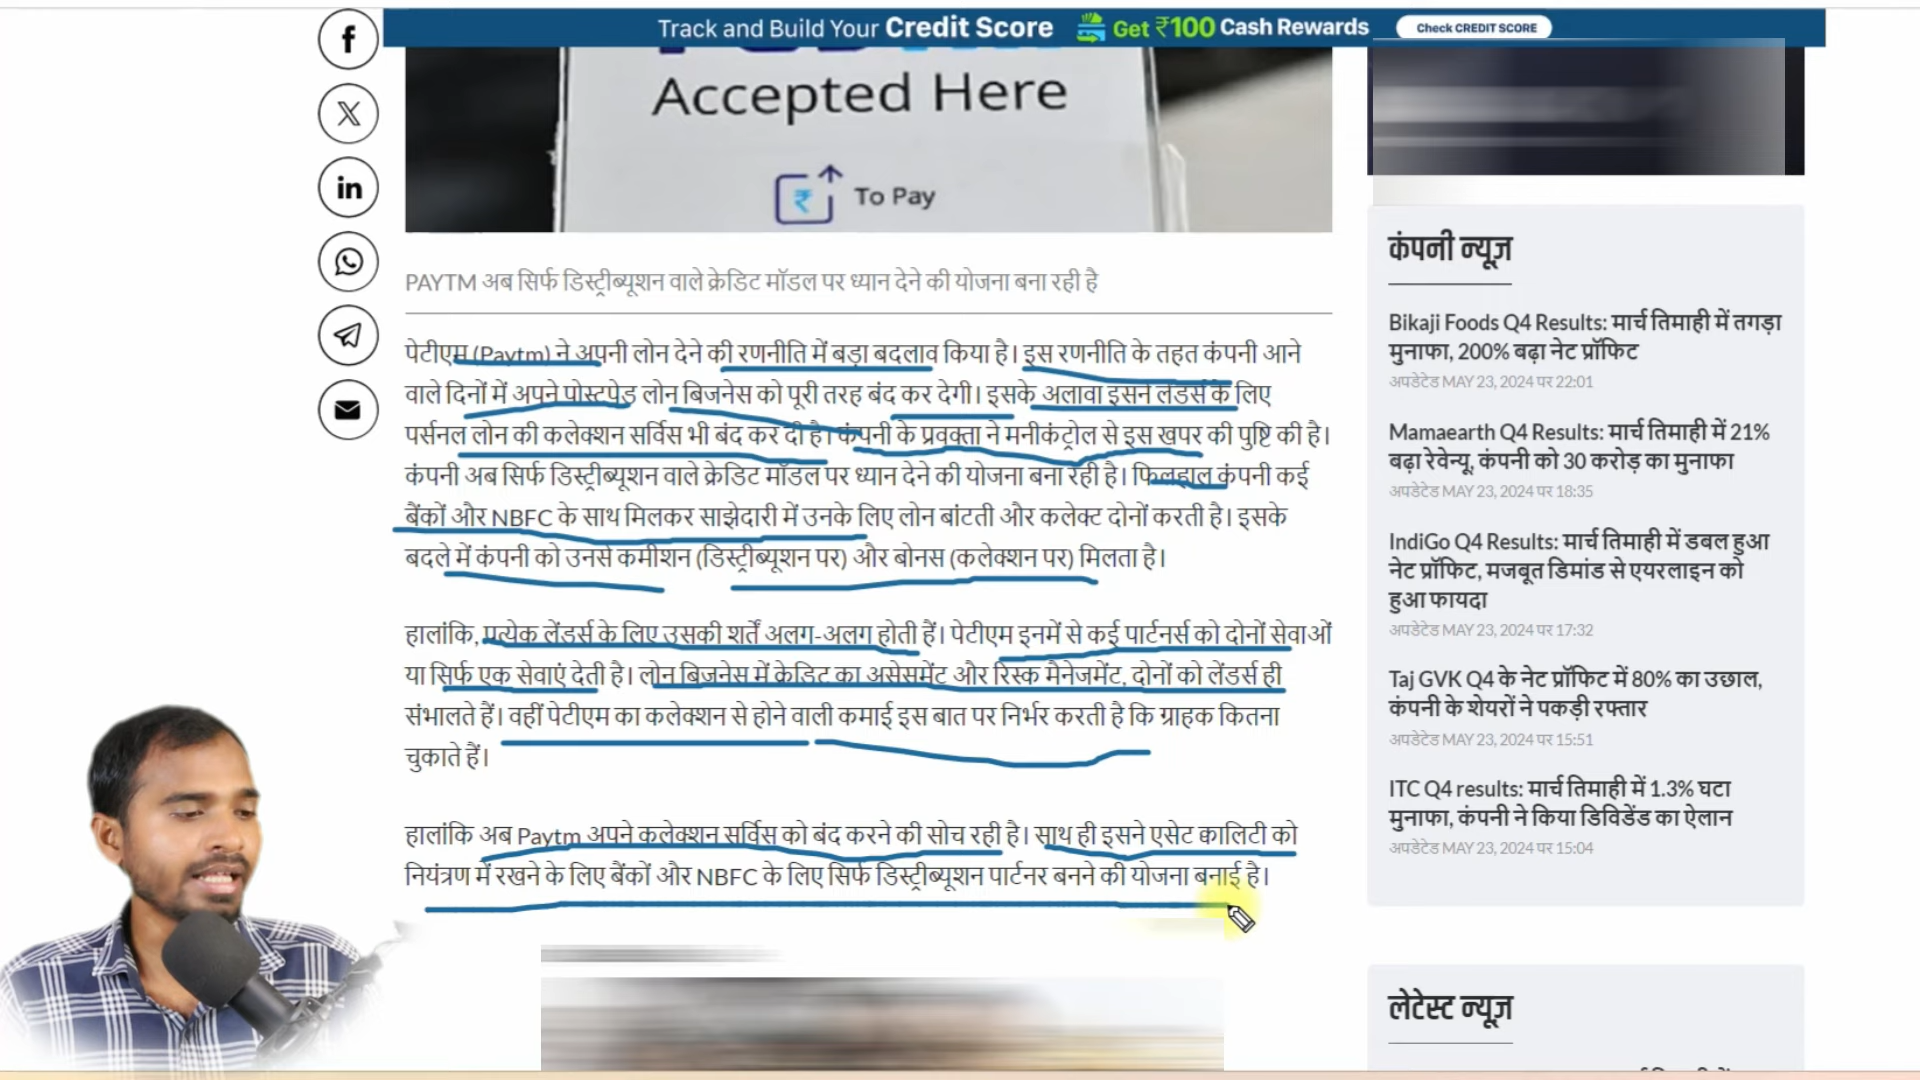 Track and Build Your Credit Score Get ₹100 Cash Rewards Check CREDIT SCORE
Accepted Here
₹ To Pay
PAYTM अब सिर्फ डिस्ट्रीब्यूशन वाले क्रेडिट मॉडल पर ध्यान देने की योजना बना रही है
पेटीएम (Paytm) ने अपनी लोन देने की रणनीति में बड़ा बदलाव किया है। इस रणनीति के तहत कंपनी आने
वाले दिनों में अपने पोस्टपेड लोन बिजनेस को पूरी तरह बंद कर देगी। इसके अलावा इसने लेंडर्स के लिए
पर्सनल लोन की कलेक्शन सर्विस भी बंद कर दी है। कंपनी के प्रवक्ता ने मनीकंट्रोल से इस खपर की पुष्टि की है।
कंपनी अब सिर्फ डिस्ट्रीब्यूशन वाले क्रेडिट मॉडल पर ध्यान देने की योजना बना रही है। फिलहाल कंपनी कई
बैंकों और NBFC के साथ मिलकर साझेदारी में उनके लिए लोन बांटती और कलेक्ट दोनों करती है। इसके
बदले में कंपनी को उनसे कमीशन (डिस्ट्रीब्यूशन पर) और बोनस (कलेक्शन पर) मिलता है।
हालांकि, प्रत्येक लेंडर्स के लिए उसकी शर्तें अलग-अलग होती हैं। पेटीएम इनमें से कई पार्टनर्स को दोनों सेवाओं
या सिर्फ एक सेवाएं देती है। लोन बिजनेस में क्रेडिट का असेसमेंट और रिस्क मैनेजमेंट, दोनों को लेंडर्स ही
संभालते हैं। वहीं पेटीएम का कलेक्शन से होने वाली कमाई इस बात पर निर्भर करती है कि ग्राहक कितना
चुकाते हैं।
हालांकि अब Paytm अपने कलेक्शन सर्विस को बंद करने की सोच रही है। साथ ही इसने एसेट क्वालिटी को
नियंत्रण में रखने के लिए बैंकों और NBFC के लिए सिर्फ डिस्ट्रीब्यूशन पार्टनर बनने की योजना बनाई है।
कंपनी न्यूज़
Bikaji Foods Q4 Results: मार्च तिमाही में तगड़ा
मुनाफा, 200% बढ़ा नेट प्रॉफिट
अपडेटेड MAY 23, 2024 पर 22:01
Mamaearth Q4 Results: मार्च तिमाही में 21%
बढ़ा रेवेन्यू, कंपनी को 30 करोड़ का मुनाफा
अपडेटेड MAY 23, 2024 पर 18:35
IndiGo Q4 Results: मार्च तिमाही में डबल हुआ
नेट प्रॉफिट, मजबूत डिमांड से एयरलाइन को
हुआ फायदा
अपडेटेड MAY 23, 2024 पर 17:32
Taj GVK Q4 के नेट प्रॉफिट में 80% का उछाल,
कंपनी के शेयरों ने पकड़ी रफ्तार
अपडेटेड MAY 23, 2024 पर 15:51
ITC Q4 results: मार्च तिमाही में 1.3% घटा
मुनाफा, कंपनी ने किया डिविडेंड का ऐलान
अपडेटेड MAY 23, 2024 पर 15:04
लेटेस्ट न्यूज़